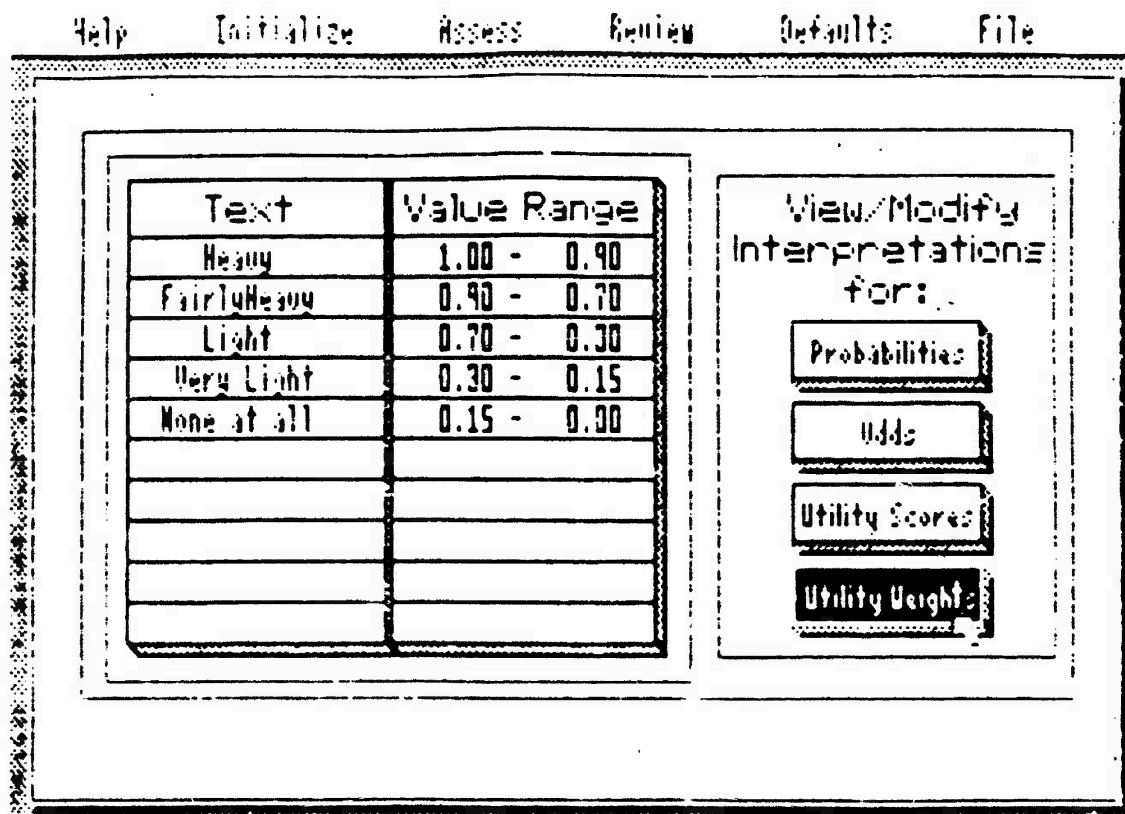 Help Initialize Assess Review Defaults File
Text Value Range
Heavy 1.00 - 0.90
FairlyHeavy 0.90 - 0.70
Light 0.70 - 0.30
Very Light 0.30 - 0.15
None at all 0.15 - 0.00
View/Modify
Interpretations
for:
Probabilities
Odds
Utility Scores
Utility Weights